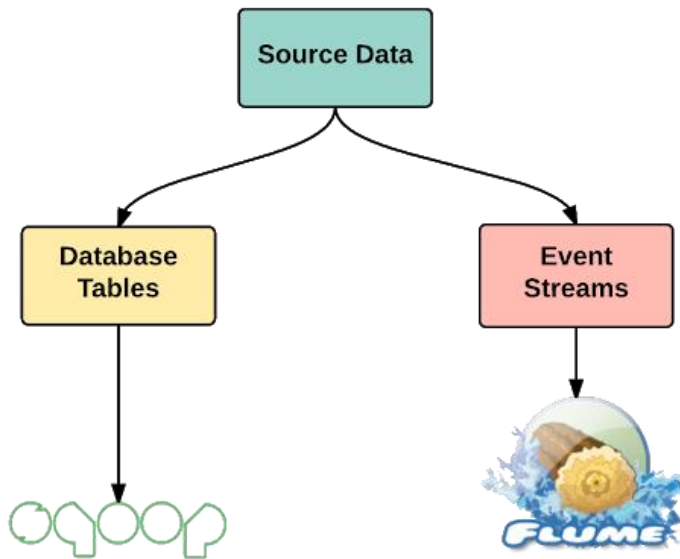 Source Data
Database
Tables
Event
Streams
sqoop
FLUME